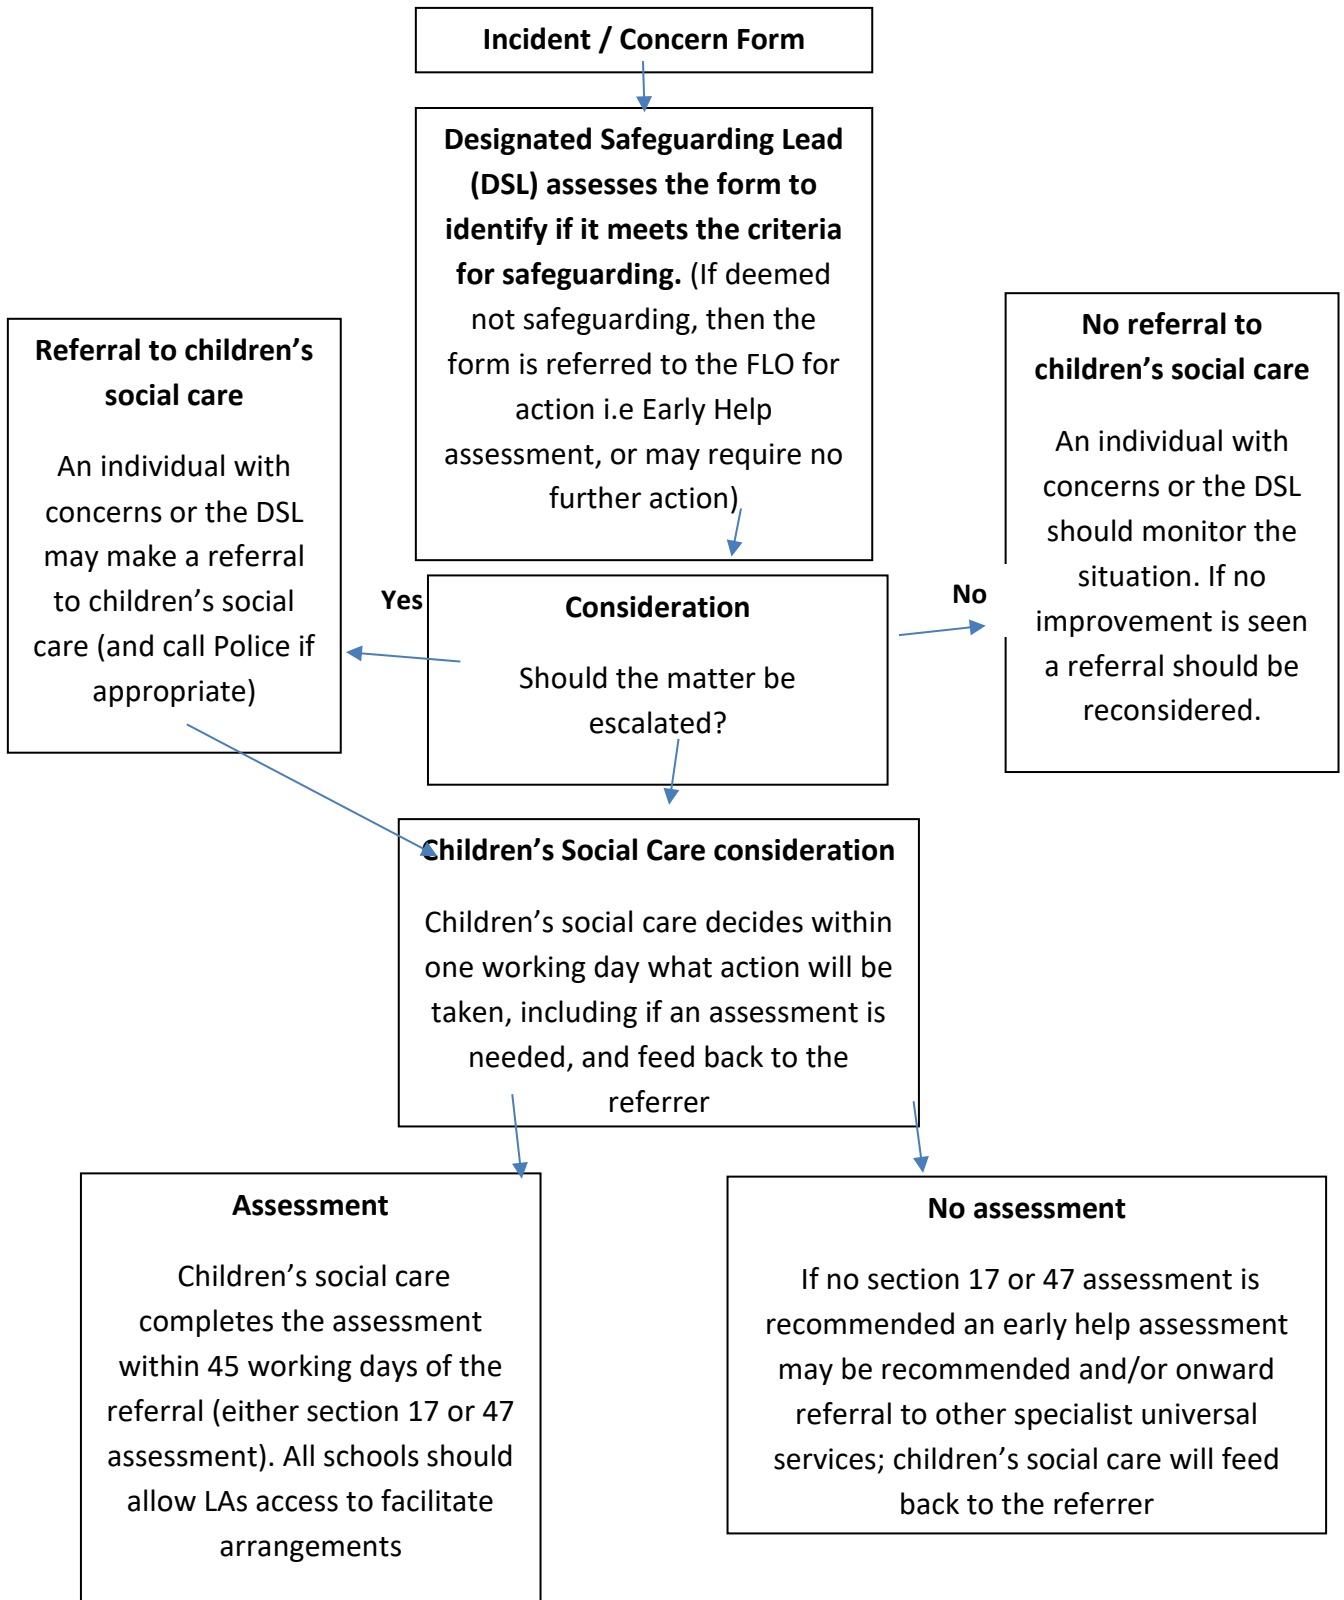 Incident / Concern Form
Designated Safeguarding Lead
(DSL) assesses the form to
identify if it meets the criteria
for safeguarding. (If deemed
not safeguarding, then the
form is referred to the FLO for
action i.e Early Help
assessment, or may require no
further action)
Referral to children’s
social care
An individual with
concerns or the DSL
may make a referral
to children’s social
care (and call Police if
appropriate)
Yes
Consideration
Should the matter be
escalated?
No
No referral to
children’s social care
An individual with
concerns or the DSL
should monitor the
situation. If no
improvement is seen
a referral should be
reconsidered.
Children’s Social Care consideration
Children’s social care decides within
one working day what action will be
taken, including if an assessment is
needed, and feed back to the
referrer
Assessment
Children’s social care
completes the assessment
within 45 working days of the
referral (either section 17 or 47
assessment). All schools should
allow LAs access to facilitate
arrangements
No assessment
If no section 17 or 47 assessment is
recommended an early help assessment
may be recommended and/or onward
referral to other specialist universal
services; children’s social care will feed
back to the referrer